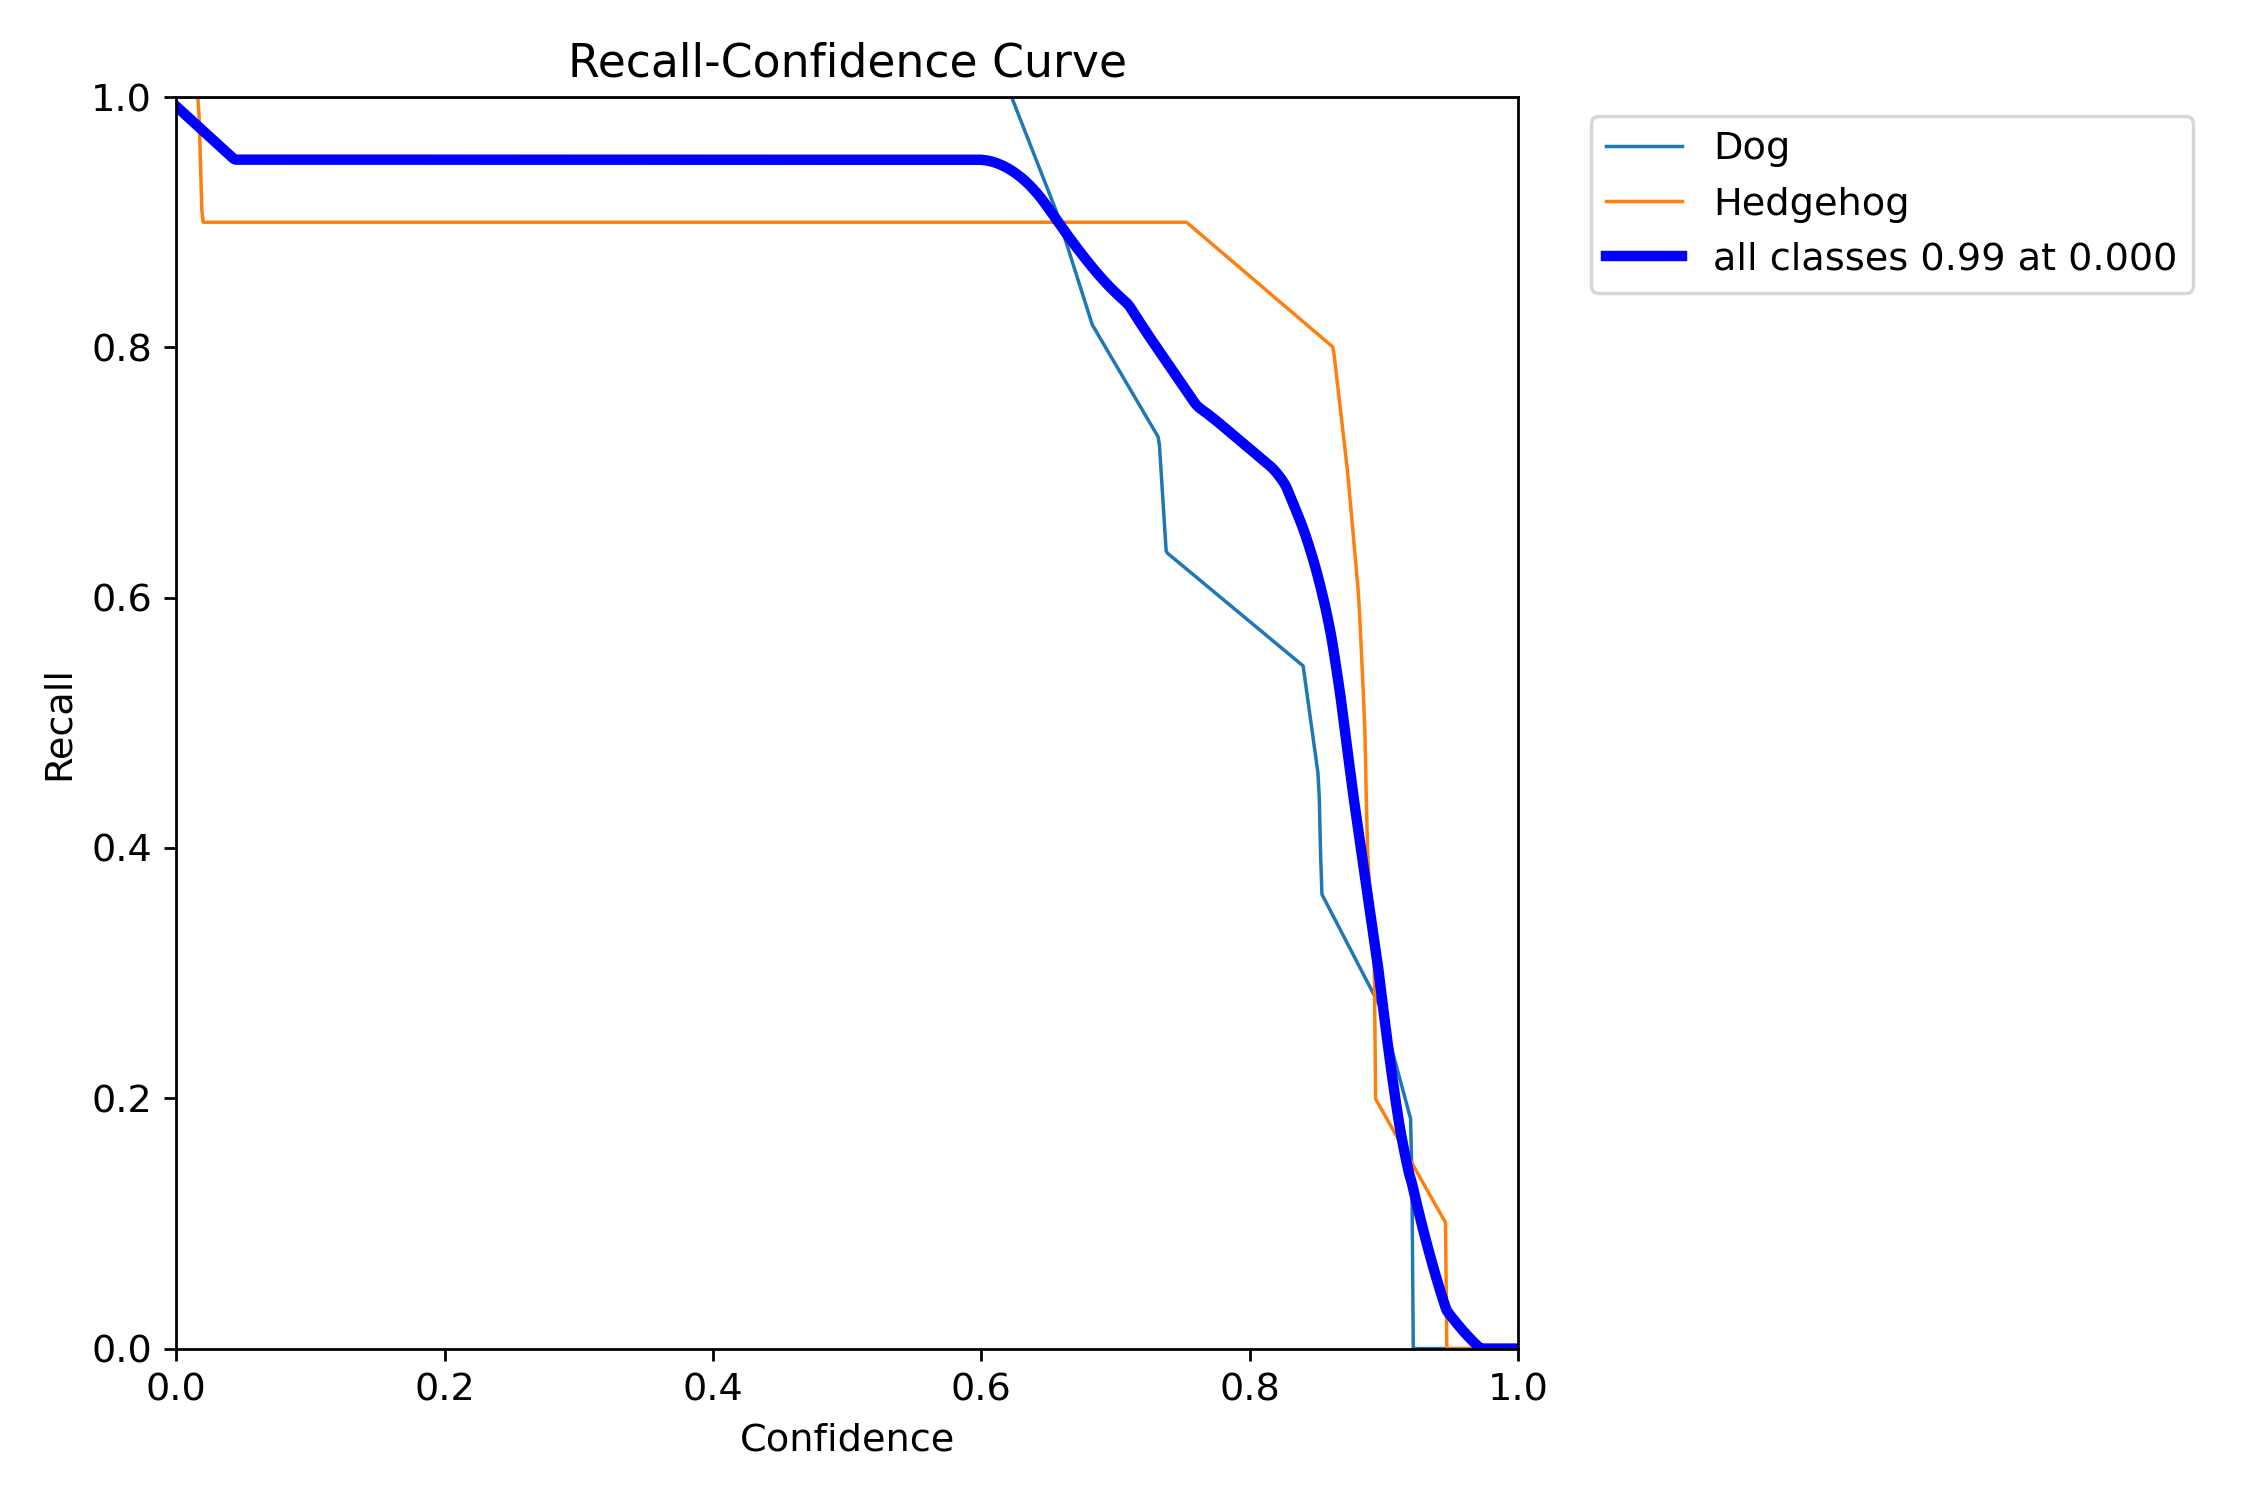 Recall-Confidence Curve
1.0
0.8
0.6
0.4
0.2
0.0
Recall
0.0 0.2 0.4 0.6 0.8 1.0
Confidence
Dog
Hedgehog
all classes 0.99 at 0.000